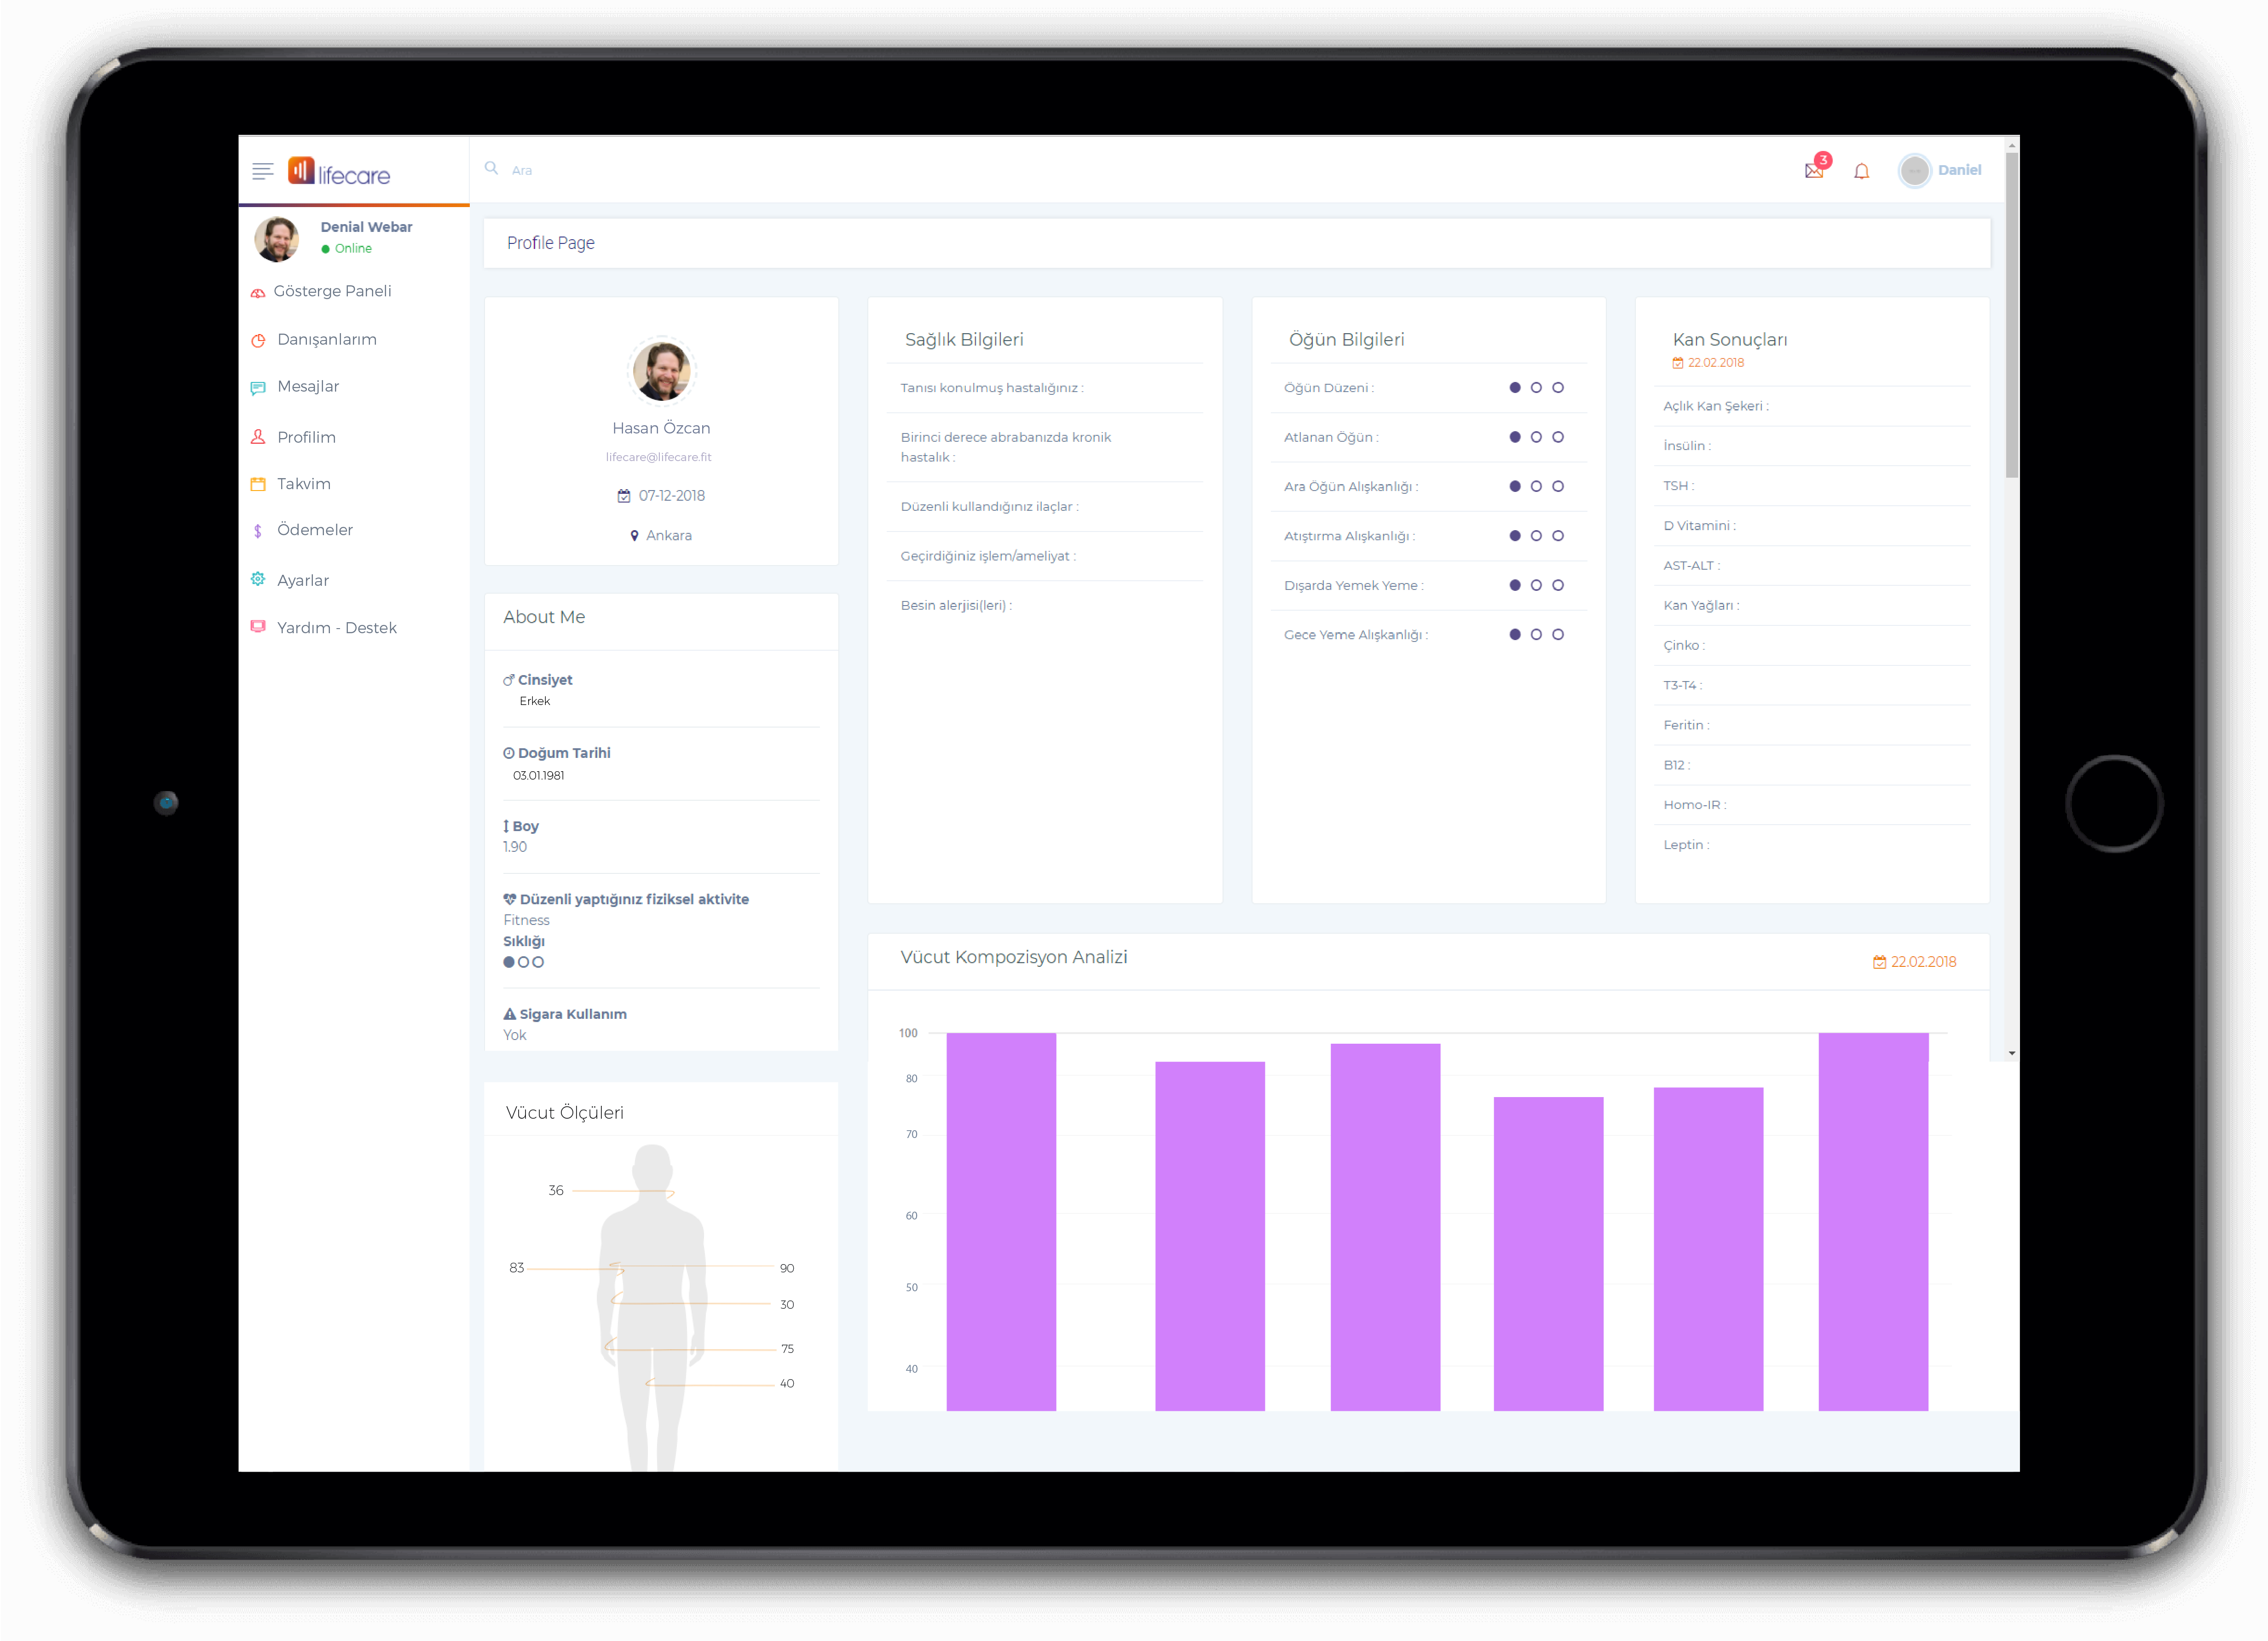 lifecare
Ara
3
Daniel
Denial Webar
Online
Gösterge Paneli
Danışanlarım
Mesajlar
Profilim
Takvim
Ödemeler
Ayarlar
Yardım - Destek
Profile Page
Hasan Özcan
lifecare@lifecare.fit
07-12-2018
Ankara
About Me
Cinsiyet
Erkek
Doğum Tarihi
03.01.1981
Boy
1.90
Düzenli yaptığınız fiziksel aktivite
Fitness
Sıklığı
Sigara Kullanım
Yok
Vücut Ölçüleri
36
83
90
30
75
40
Sağlık Bilgileri
Tanısı konulmuş hastalığınız :
Birinci derece abrabanızda kronik
hastalık :
Düzenli kullandığınız ilaçlar :
Geçirdiğiniz işlem/ameliyat :
Besin alerjisi(leri) :
Öğün Bilgileri
Öğün Düzeni :
Atlanan Öğün :
Ara Öğün Alışkanlığı :
Atıştırma Alışkanlığı :
Dışarda Yemek Yeme :
Gece Yeme Alışkanlığı :
Kan Sonuçları
22.02.2018
Açlık Kan Şekeri :
İnsülin :
TSH :
D Vitamini :
AST-ALT :
Kan Yağları :
Çinko :
T3-T4 :
Feritin :
B12 :
Homo-IR :
Leptin :
Vücut Kompozisyon Analizi
22.02.2018
100
80
70
60
50
40